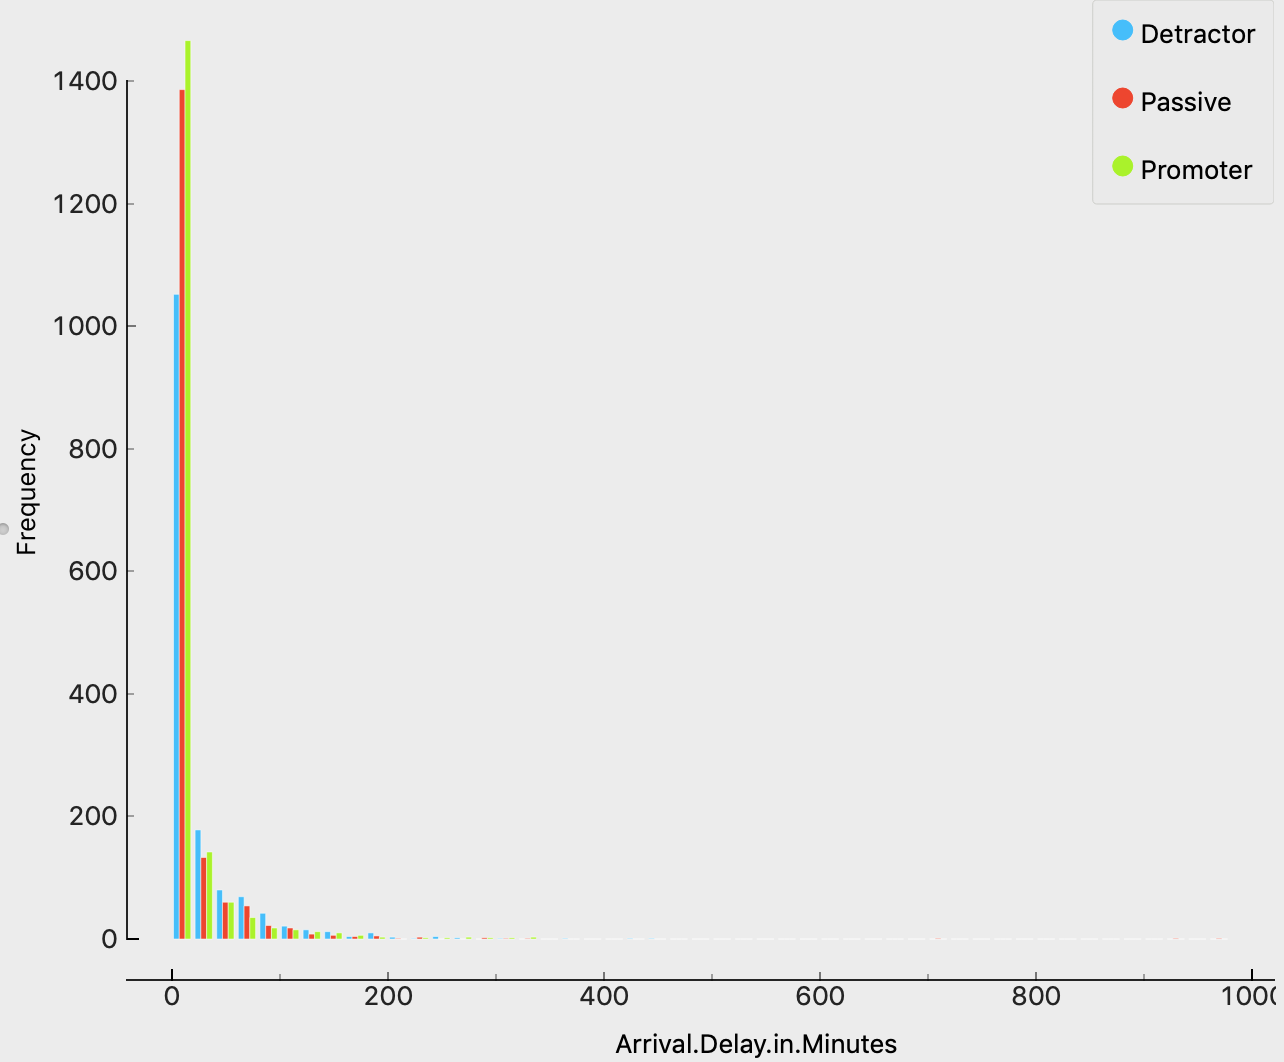 Detractor
Passive
Promoter
1400
1200
1000
800
600
400
200
0
Frequency
0 200 400 600 800 1000
Arrival.Delay.in.Minutes